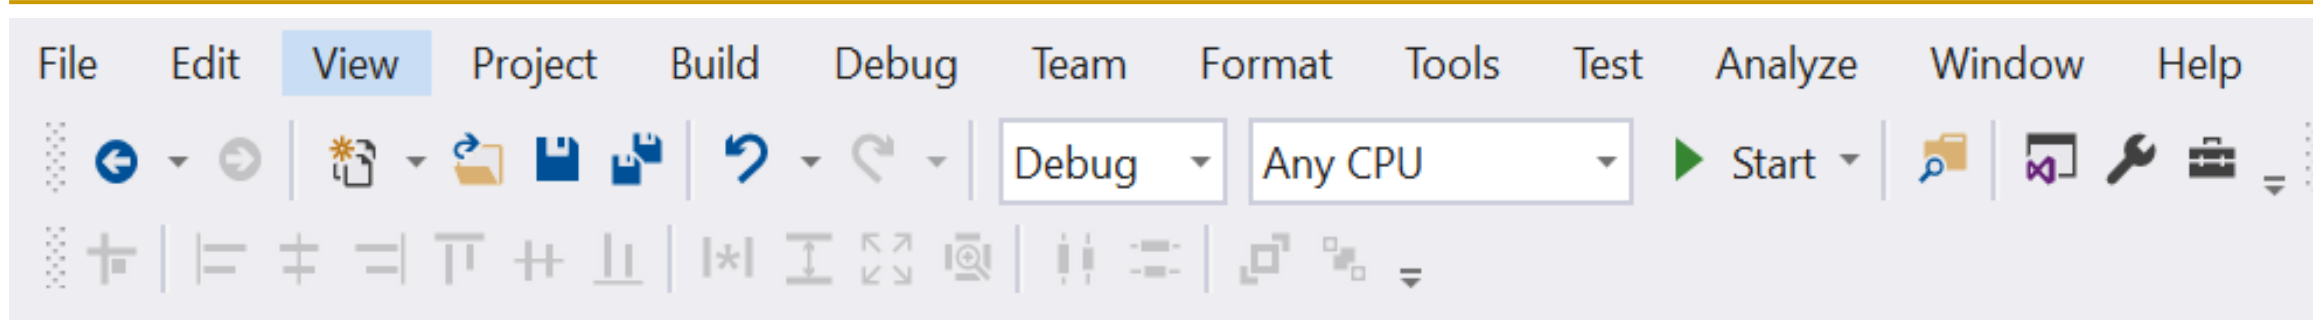 File Edit View Project Build Debug Team Format Tools Test Analyze Window Help
Debug Any CPU Start